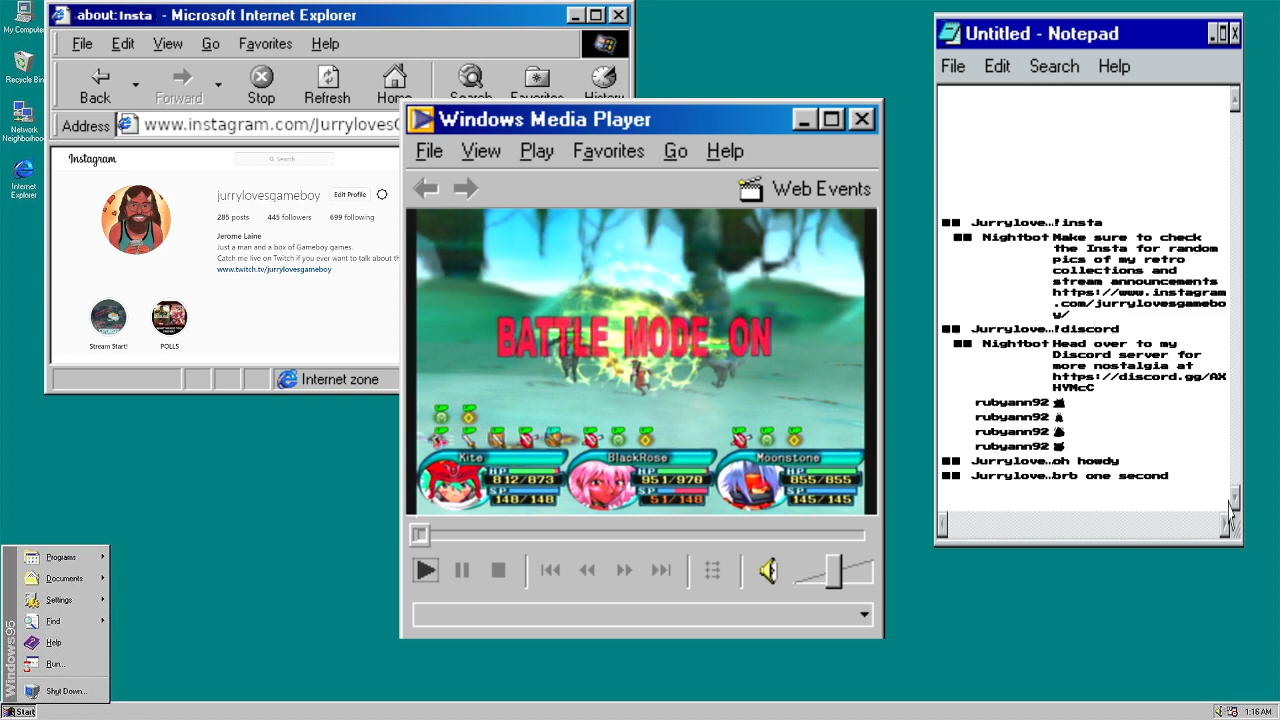 My Compute
Recycle Bin
Network
Neighborhoo
Internet
Explorer
about:Insta - Microsoft Internet Explorer
File Edit View Go Favorites Help
Back Forward Stop Refresh Home Search Favorites History
Address www.instagram.com/JurrylovesG
Instagram
Search
jurrylovesgameboy Edit Profile
285 posts 445 followers 699 following
Jerome Laine
Just a man and a box of Gameboy games.
Catch me live on Twitch if you ever want to talk about th
www.twitch.tv/jurrylovesgameboy
Stream Start! POLLS
Internet zone
Windows Media Player
File View Play Favorites Go Help
Web Events
BATTLE MODE ON
Kite BlackRose Moonstone
HP 812/873 HP 951/970 HP 855/855
SP 148/148 SP 51/148 SP 145/145
Untitled - Notepad
File Edit Search Help
Jurrylove...!insta
Nightbot Make sure to check
the Insta for random
pics of my retro
collections and
stream announcements
https://www.instagram
.com/jurrylovesgamebo
y/
Jurrylove...!discord
Nightbot Head over to my
Discord server for
more nostalgia at
https://discord.gg/AX
HYMcC
rubyann92
rubyann92
rubyann92
rubyann92
Jurrylove...oh howdy
Jurrylove...brb one second
Windows95
Programs
Documents
Settings
Find
Help
Run...
Shut Down...
Start
1:16 AM